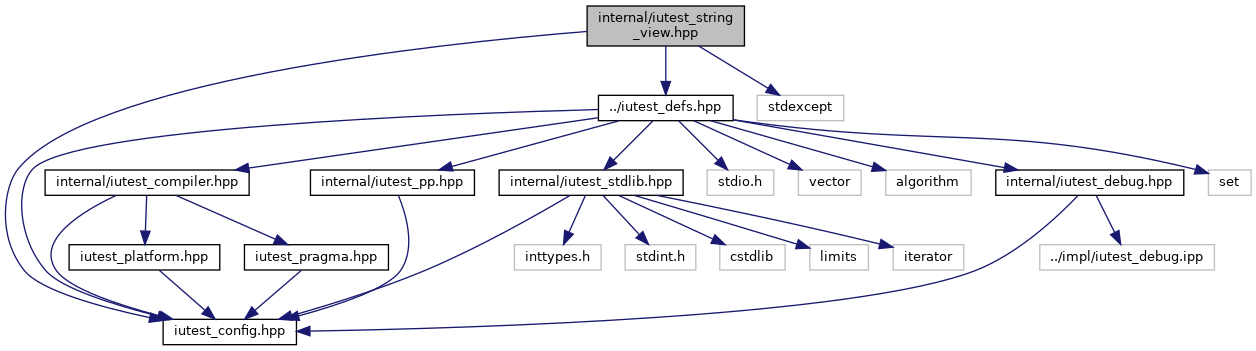 internal/iutest_string
_view.hpp
../iutest_defs.hpp
stdexcept
internal/iutest_compiler.hpp
internal/iutest_pp.hpp
internal/iutest_stdlib.hpp
stdio.h
vector
algorithm
internal/iutest_debug.hpp
set
iutest_platform.hpp
iutest_pragma.hpp
inttypes.h
stdint.h
cstdlib
limits
iterator
../impl/iutest_debug.ipp
iutest_config.hpp